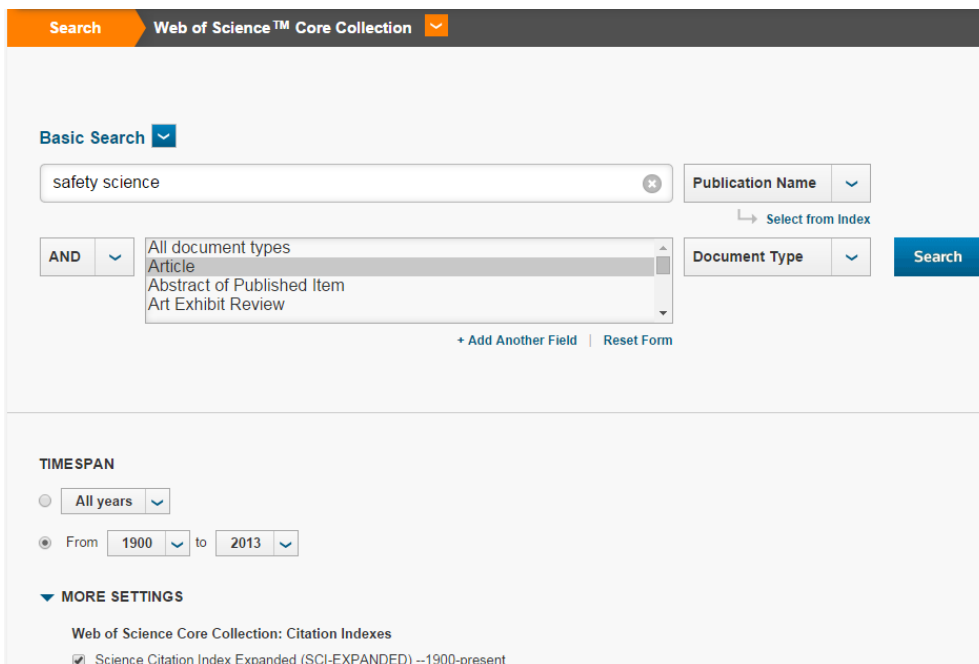 Search Web of Science™ Core Collection
Basic Search
safety science Publication Name
Select from Index
AND All document types Document Type Search
Article
Abstract of Published Item
Art Exhibit Review
+ Add Another Field | Reset Form
TIMESPAN
All years
From 1900 to 2013
MORE SETTINGS
Web of Science Core Collection: Citation Indexes
Science Citation Index Expanded (SCI-EXPANDED) --1900-present